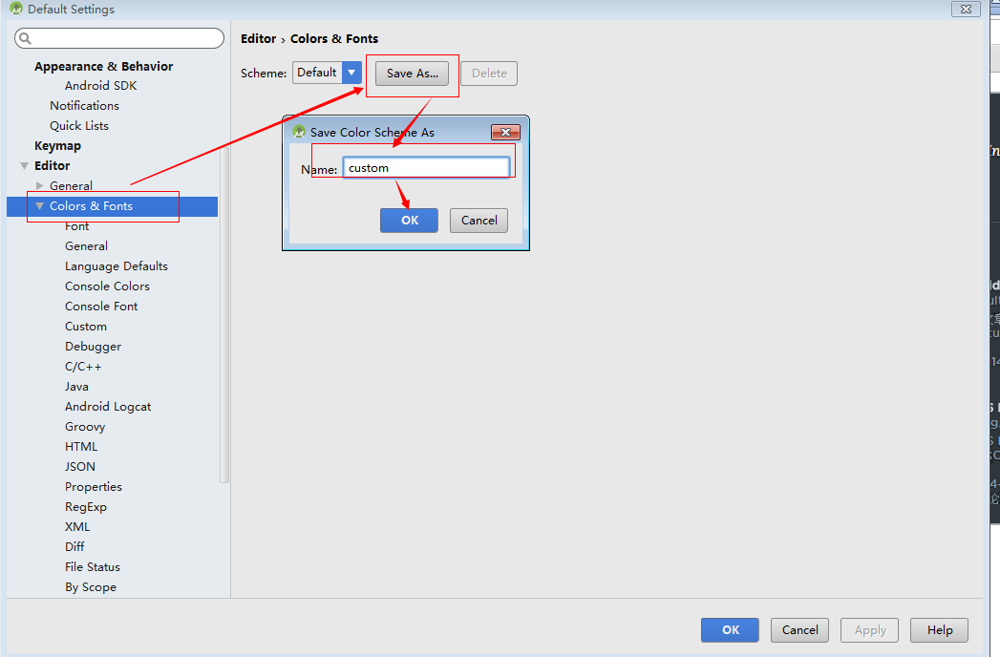 Default Settings
Appearance & Behavior
Android SDK
Notifications
Quick Lists
Keymap
Editor
General
Colors & Fonts
Font
General
Language Defaults
Console Colors
Console Font
Custom
Debugger
C/C++
Java
Android Logcat
Groovy
HTML
JSON
Properties
RegExp
XML
Diff
File Status
By Scope
Editor › Colors & Fonts
Scheme: Default Save As... Delete
Save Color Scheme As
Name: custom
OK Cancel
OK Cancel Apply Help